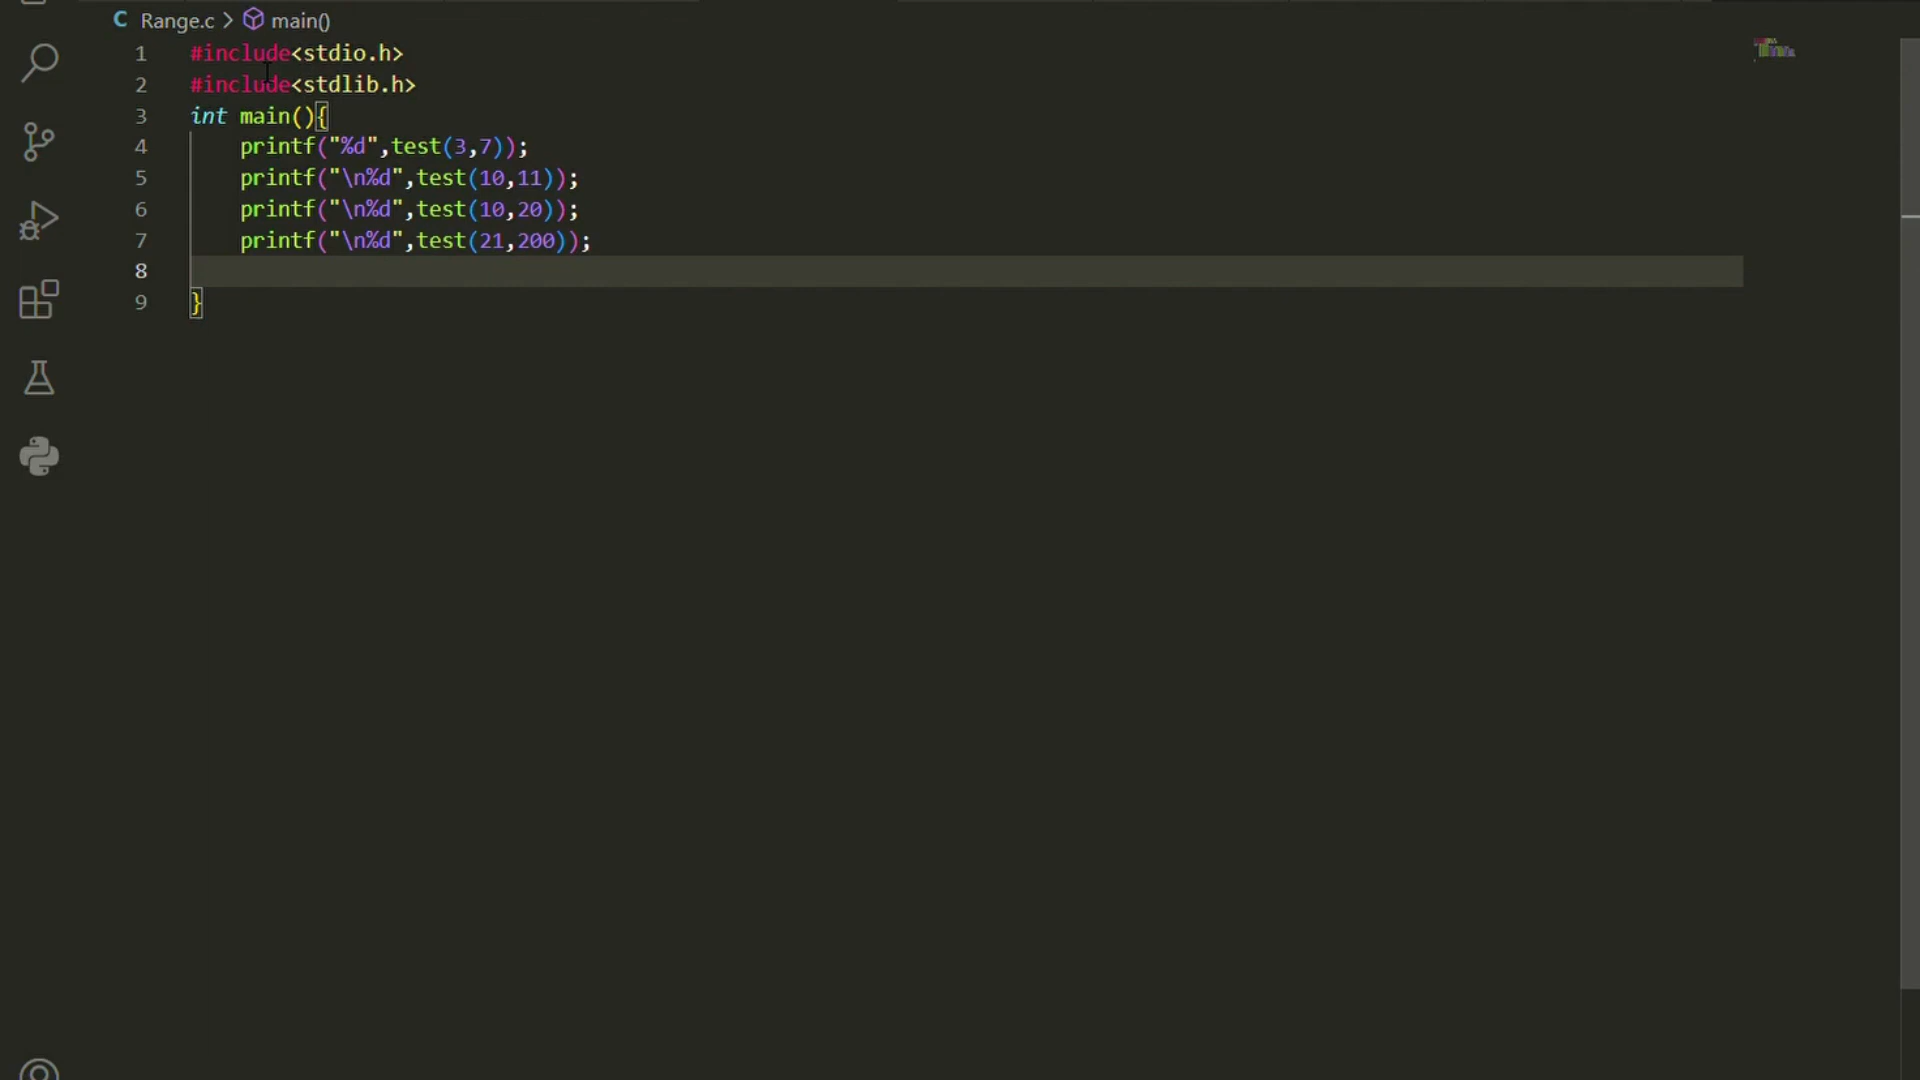 C Range.c > main()
1 #include<stdio.h>
2 #include<stdlib.h>
3 int main(){
4 printf("%d",test(3,7));
5 printf("\n%d",test(10,11));
6 printf("\n%d",test(10,20));
7 printf("\n%d",test(21,200));
8
9 }